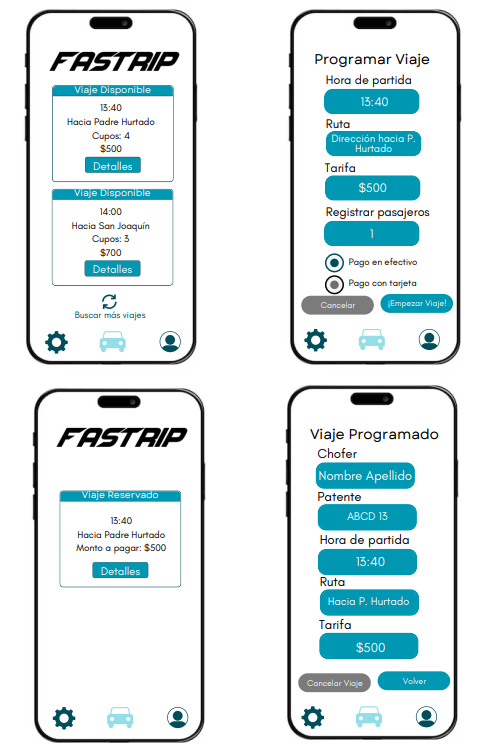 FASTRIP
Viaje Disponible
13:40
Hacia Padre Hurtado
Cupos: 4
$500
Detalles
Viaje Disponible
14:00
Hacia San Joaquín
Cupos: 3
$700
Detalles
Buscar más viajes
Programar Viaje
Hora de partida
13:40
Ruta
Dirección hacia P.
Hurtado
Tarifa
$500
Registrar pasajeros
1
Pago en efectivo
Pago con tarjeta
Cancelar
¡Empezar Viaje!
FASTRIP
Viaje Reservado
13:40
Hacia Padre Hurtado
Monto a pagar: $500
Detalles
Viaje Programado
Chofer
Nombre Apellido
Patente
ABCD 13
Hora de partida
13:40
Ruta
Hacia P. Hurtado
Tarifa
$500
Cancelar Viaje
Volver